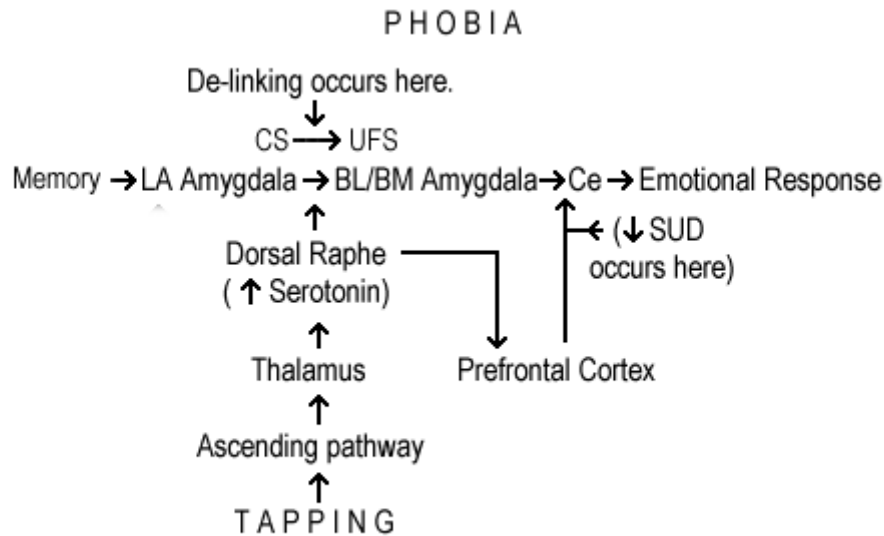 PHOBIA
De-linking occurs here.
CS → UFS
Memory → LA Amygdala → BL/BM Amygdala → Ce → Emotional Response
Dorsal Raphe
( ↑ Serotonin)
(↓ SUD
occurs here)
Thalamus
Prefrontal Cortex
Ascending pathway
TAPPING